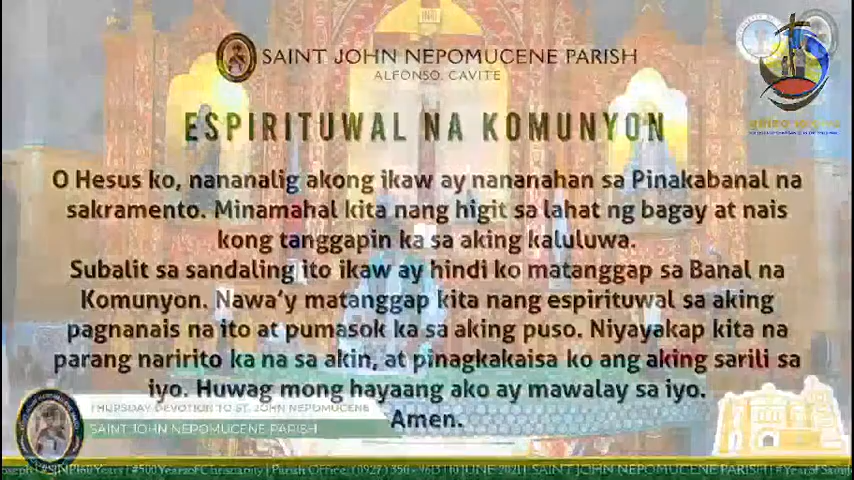 SAINT JOHN NEPOMUCENE PARISH
ALFONSO, CAVITE
ESPIRITUWAL NA KOMUNYON
O Hesus ko, nananalig akong ikaw ay nananahan sa Pinakabanal na
sakramento. Minamahal kita nang higit sa lahat ng bagay at nais
kong tanggapin ka sa aking kaluluwa.
Subalit sa sandaling ito ikaw ay hindi ko matanggap sa Banal na
Komunyon. Nawa'y matanggap kita nang espirituwal sa aking
pagnanais na ito at pumasok ka sa aking puso. Niyayakap kita na
parang naririto ka na sa akin, at pinagkakaisa ko ang aking sarili sa
iyo. Huwag mong hayaang ako ay mawalay sa iyo.
Amen.
THURSDAY DEVOTION TO ST. JOHN NEPOMUCENE
SAINT JOHN NEPOMUCENE PARISH
#SJNP160Years | #500YearsofChristianity | Parish Office: (0927) 350 - 9613 | 10 JUNE 2021 | SAINT JOHN NEPOMUCENE PARISH |